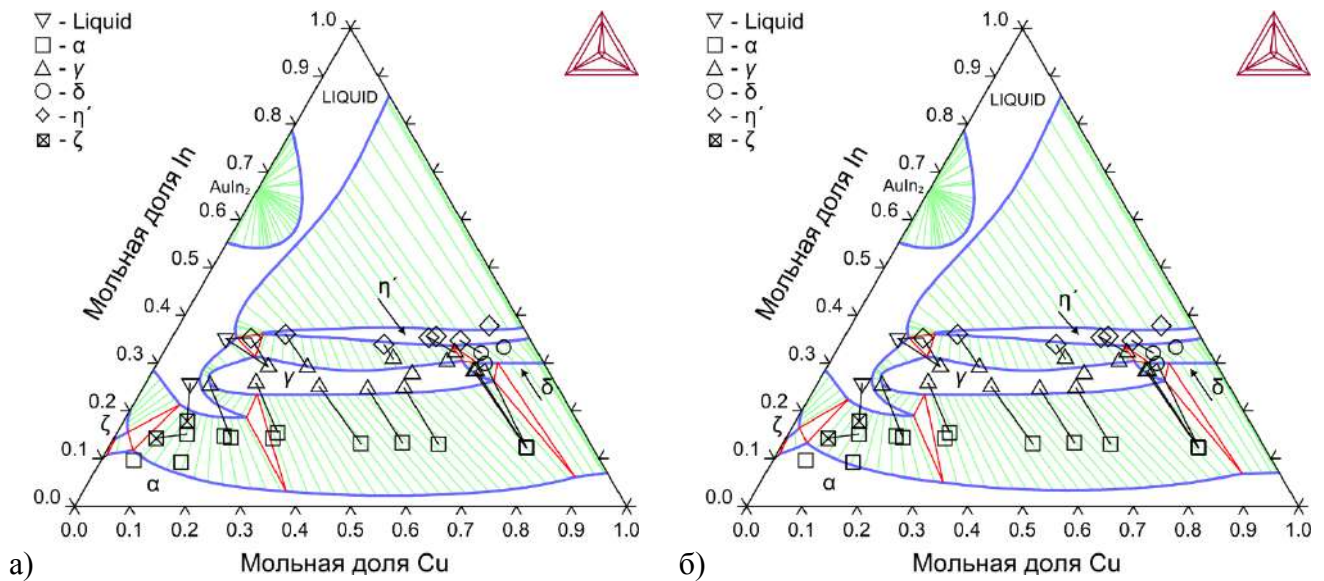 ▽ - Liquid
□ - α
△ - γ
○ - δ
◇ - η´
⊠ - ζ
1.0
0.9
0.8
0.7
0.6
0.5
0.4
0.3
0.2
0.1
0.0
LIQUID
AuIn₂
Мольная доля In
η´
γ
δ
ζ
α
0.0 0.1 0.2 0.3 0.4 0.5 0.6 0.7 0.8 0.9 1.0
Мольная доля Cu
а)
▽ - Liquid
□ - α
△ - γ
○ - δ
◇ - η´
⊠ - ζ
1.0
0.9
0.8
0.7
0.6
0.5
0.4
0.3
0.2
0.1
0.0
LIQUID
AuIn₂
Мольная доля In
η´
γ
δ
ζ
α
0.0 0.1 0.2 0.3 0.4 0.5 0.6 0.7 0.8 0.9 1.0
Мольная доля Cu
б)